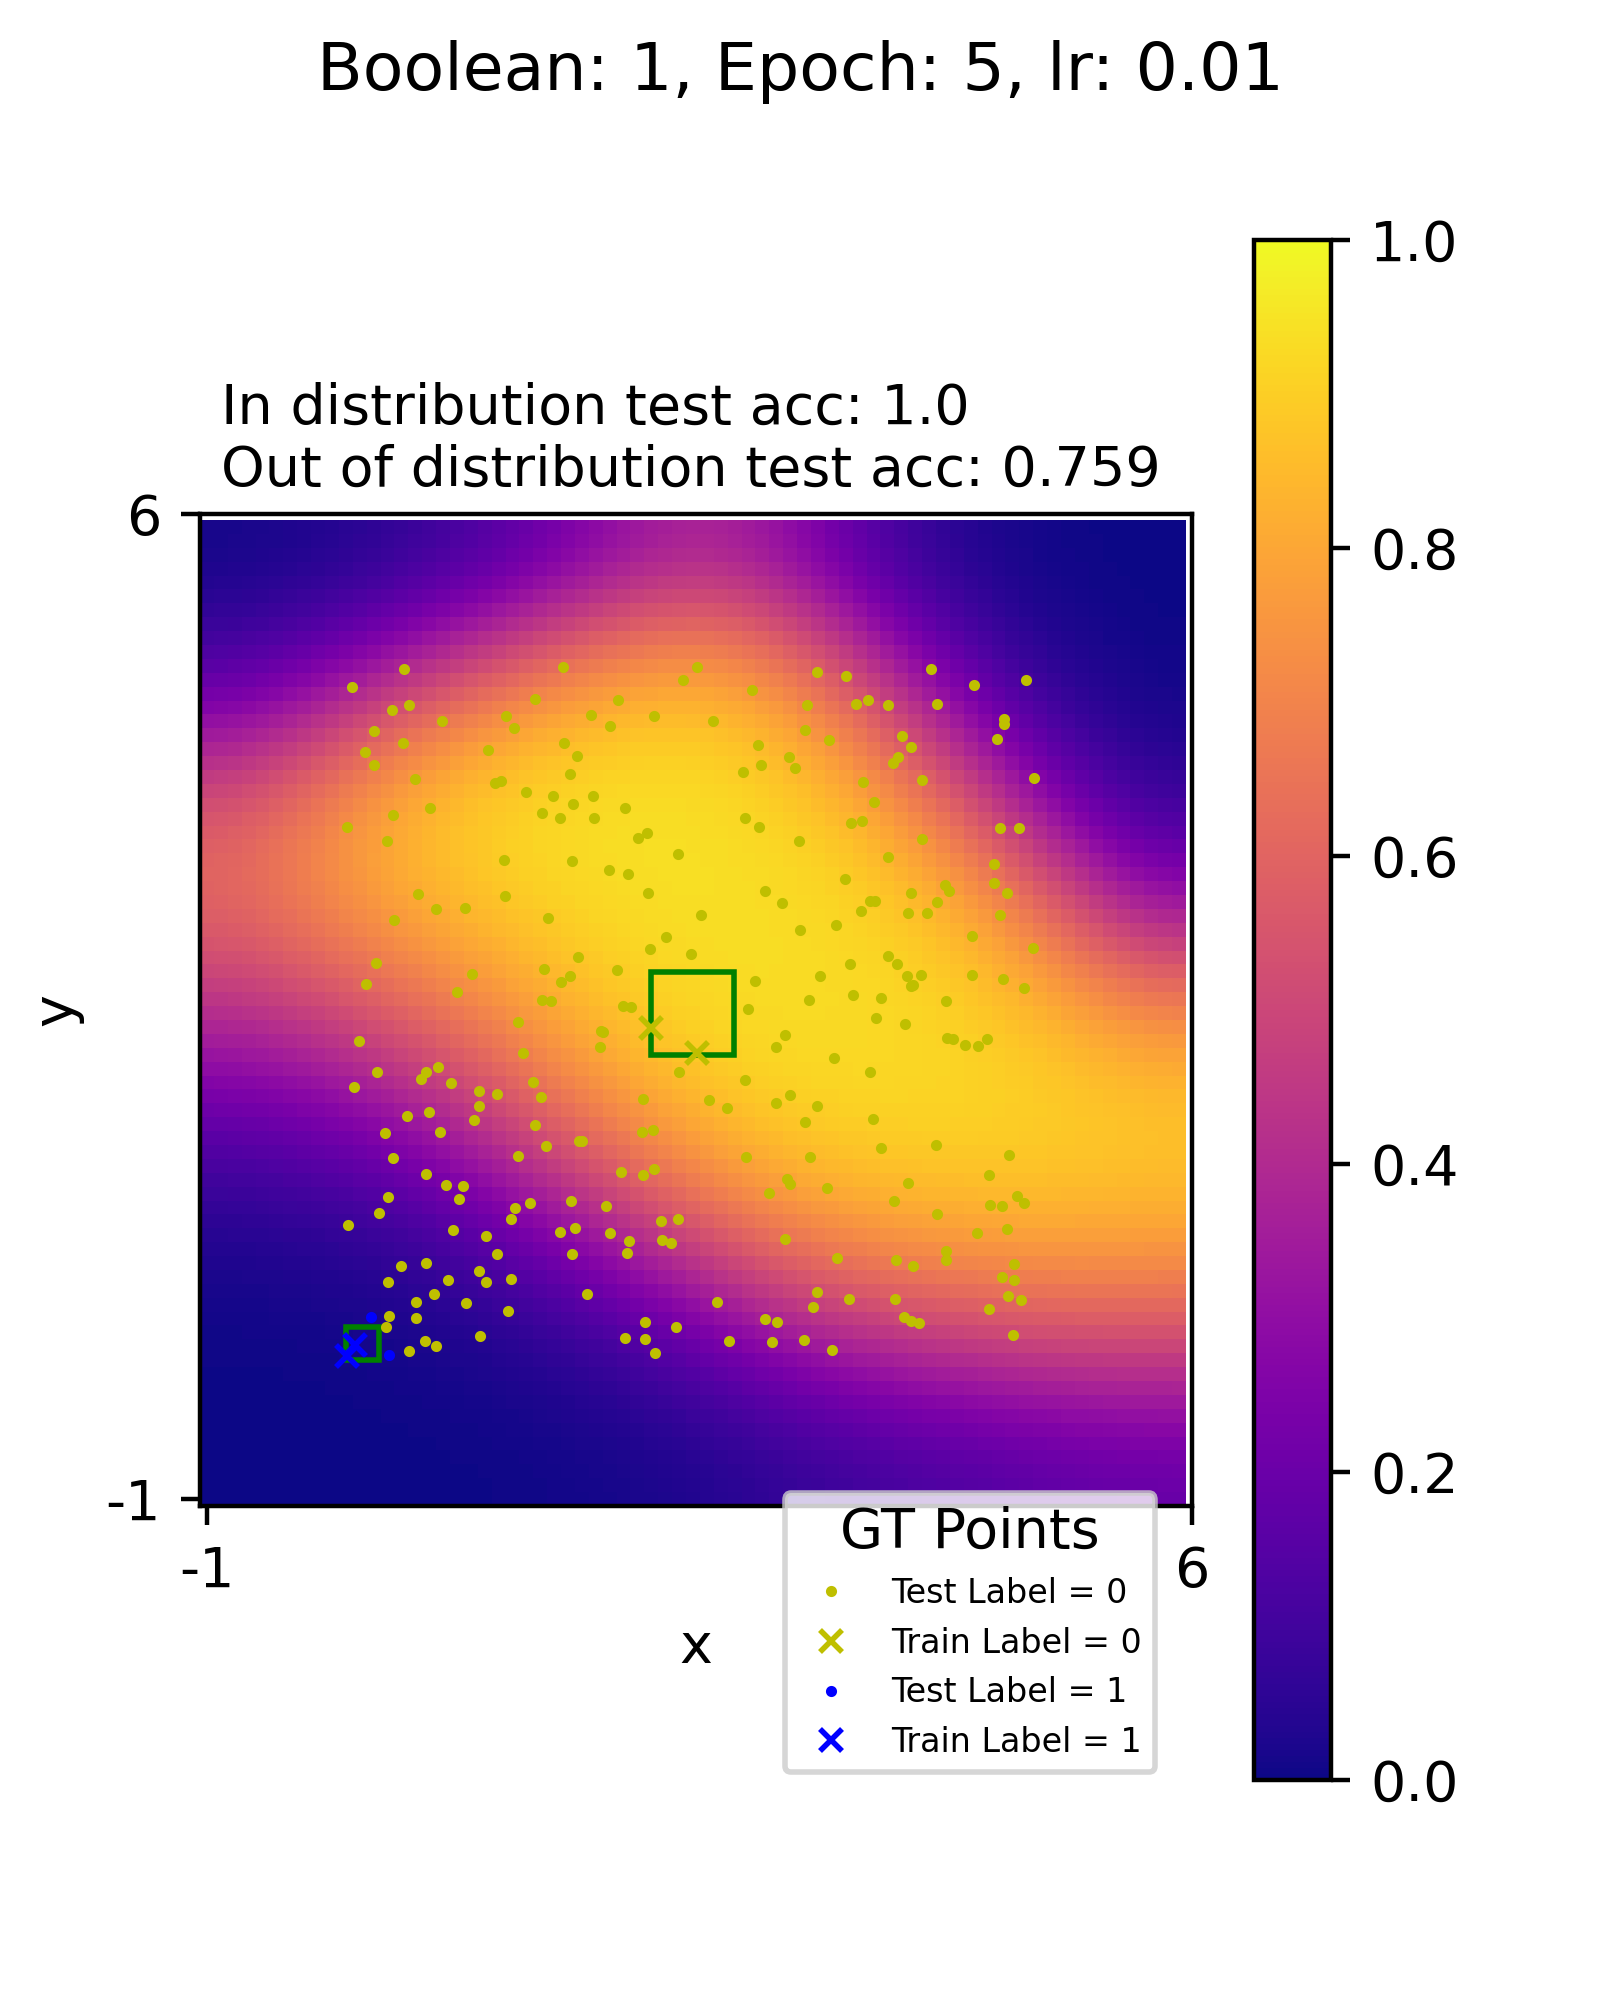 Boolean: 1, Epoch: 5, lr: 0.01
In distribution test acc: 1.0
Out of distribution test acc: 0.759
6
y
-1
-1
6
x
GT Points
Test Label = 0
Train Label = 0
Test Label = 1
Train Label = 1
1.0
0.8
0.6
0.4
0.2
0.0